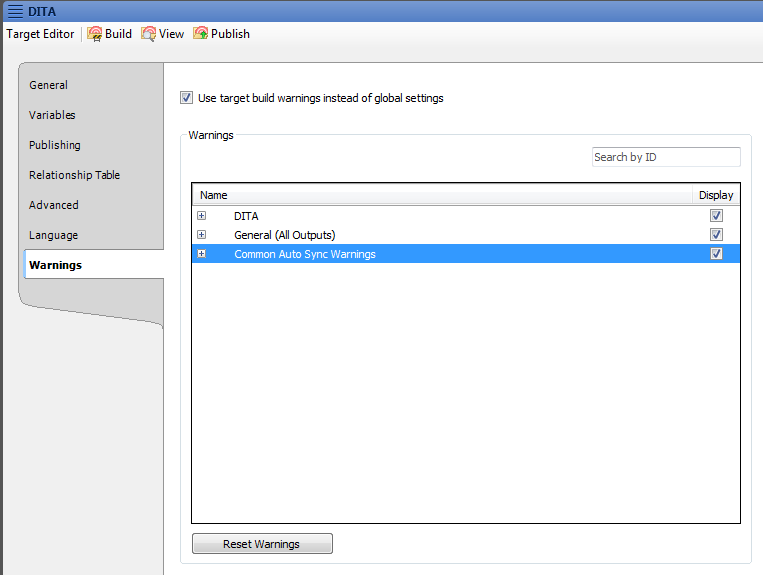 DITA
Target Editor Build View Publish
General
Variables
Publishing
Relationship Table
Advanced
Language
Warnings
Use target build warnings instead of global settings
Warnings
Search by ID
Name Display
DITA
General (All Outputs)
Common Auto Sync Warnings
Reset Warnings